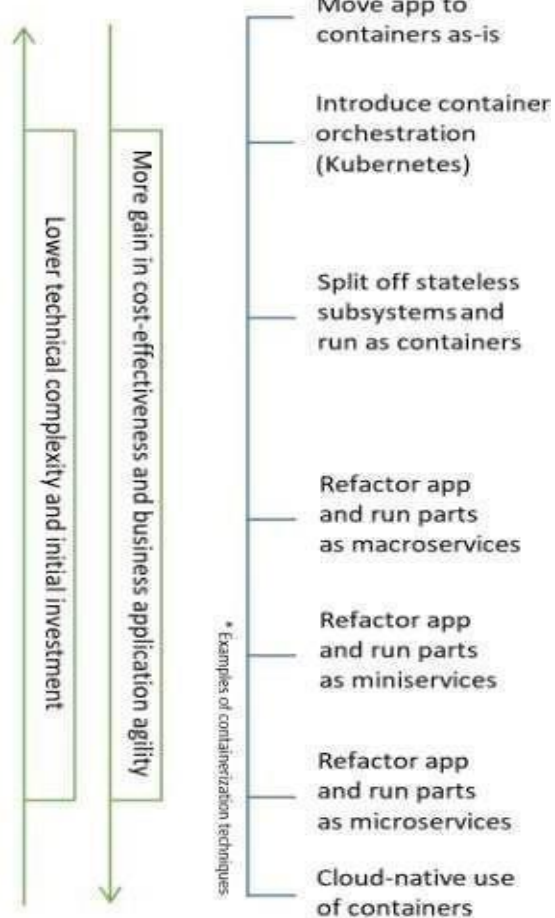 Move app to
containers as-is
Introduce container
orchestration
(Kubernetes)
Split off stateless
subsystems and
run as containers
Refactor app
and run parts
as macroservices
Refactor app
and run parts
as miniservices
Refactor app
and run parts
as microservices
Cloud-native use
of containers
Lower technical complexity and initial investment
More gain in cost-effectiveness and business application agility
* Examples of containerization techniques